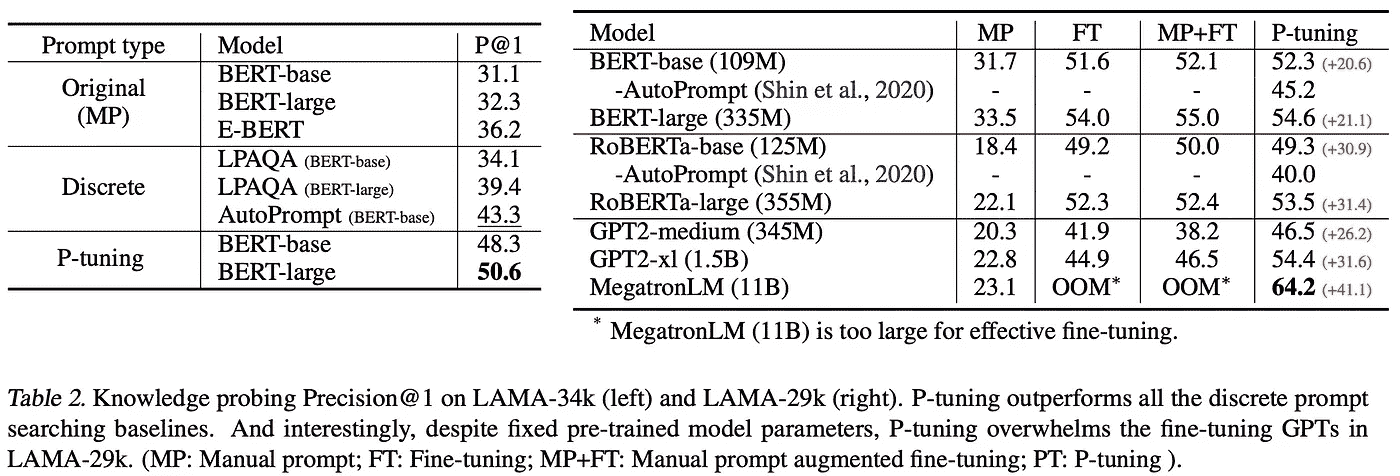 Prompt type Model P@1
Original (MP) BERT-base 31.1
BERT-large 32.3
E-BERT 36.2
Discrete LPAQA (BERT-base) 34.1
LPAQA (BERT-large) 39.4
AutoPrompt (BERT-base) 43.3
P-tuning BERT-base 48.3
BERT-large 50.6
Model MP FT MP+FT P-tuning
BERT-base (109M) 31.7 51.6 52.1 52.3 (+20.6)
-AutoPrompt (Shin et al., 2020) - - - 45.2
BERT-large (335M) 33.5 54.0 55.0 54.6 (+21.1)
RoBERTa-base (125M) 18.4 49.2 50.0 49.3 (+30.9)
-AutoPrompt (Shin et al., 2020) - - - 40.0
RoBERTa-large (355M) 22.1 52.3 52.4 53.5 (+31.4)
GPT2-medium (345M) 20.3 41.9 38.2 46.5 (+26.2)
GPT2-xl (1.5B) 22.8 44.9 46.5 54.4 (+31.6)
MegatronLM (11B) 23.1 OOM* OOM* 64.2 (+41.1)
* MegatronLM (11B) is too large for effective fine-tuning.
Table 2. Knowledge probing Precision@1 on LAMA-34k (left) and LAMA-29k (right). P-tuning outperforms all the discrete prompt
searching baselines. And interestingly, despite fixed pre-trained model parameters, P-tuning overwhelms the fine-tuning GPTs in
LAMA-29k. (MP: Manual prompt; FT: Fine-tuning; MP+FT: Manual prompt augmented fine-tuning; PT: P-tuning ).